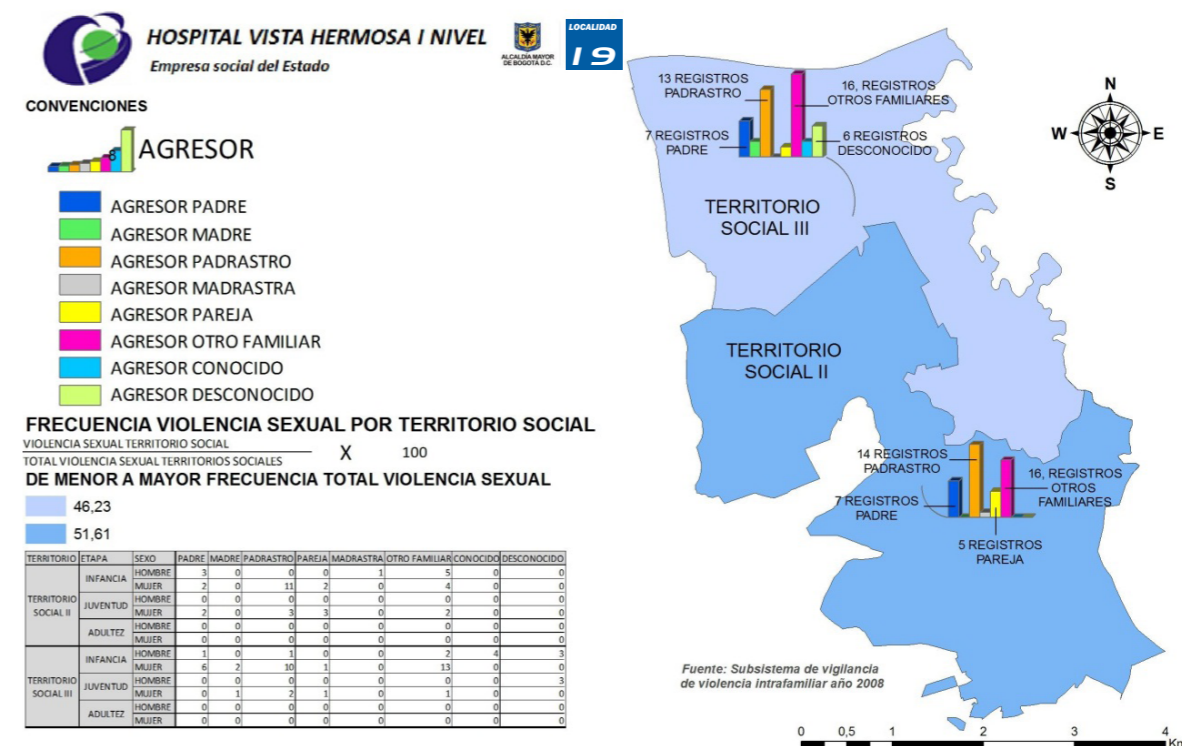 HOSPITAL VISTA HERMOSA I NIVEL
Empresa social del Estado
ALCALDIA MAYOR
DE BOGOTÁ D.C.
LOCALIDAD
19
CONVENCIONES
8
AGRESOR
AGRESOR PADRE
AGRESOR MADRE
AGRESOR PADRASTRO
AGRESOR MADRASTRA
AGRESOR PAREJA
AGRESOR OTRO FAMILIAR
AGRESOR CONOCIDO
AGRESOR DESCONOCIDO
FRECUENCIA VIOLENCIA SEXUAL POR TERRITORIO SOCIAL
VIOLENCIA SEXUAL TERRITORIO SOCIAL
TOTAL VIOLENCIA SEXUAL TERRITORIOS SOCIALES
X 100
DE MENOR A MAYOR FRECUENCIA TOTAL VIOLENCIA SEXUAL
46,23
51,61
TERRITORIO ETAPA SEXO PADRE MADRE PADRASTRO PAREJA MADRASTRA OTRO FAMILIAR CONOCIDO DESCONOCIDO
TERRITORIO SOCIAL II
INFANCIA
HOMBRE 3 0 0 0 1 5 0 0
MUJER 2 0 11 2 0 4 0 0
JUVENTUD
HOMBRE 0 0 0 0 0 0 0 0
MUJER 2 0 3 3 0 2 0 0
ADULTEZ
HOMBRE 0 0 0 0 0 0 0 0
MUJER 0 0 0 0 0 0 0 0
TERRITORIO SOCIAL III
INFANCIA
HOMBRE 1 0 1 0 0 2 4 3
MUJER 6 2 10 1 0 13 0 0
JUVENTUD
HOMBRE 0 0 0 0 0 0 0 3
MUJER 0 1 2 1 0 1 0 0
ADULTEZ
HOMBRE 0 0 0 0 0 0 0 0
MUJER 0 0 0 0 0 0 0 0
13 REGISTROS
PADRASTRO
16, REGISTROS
OTROS FAMILIARES
7 REGISTROS
PADRE
6 REGISTROS
DESCONOCIDO
TERRITORIO
SOCIAL III
N
W E
S
TERRITORIO
SOCIAL II
14 REGISTROS
PADRASTRO
16, REGISTROS
OTROS
FAMILIARES
7 REGISTROS
PADRE
5 REGISTROS
PAREJA
Fuente: Subsistema de vigilancia
de violencia intrafamiliar año 2008
0 0,5 1 2 3 4
Km